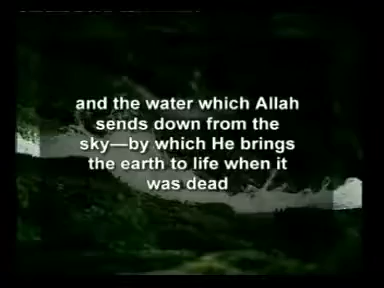 and the water which Allah
sends down from the
sky—by which He brings
the earth to life when it
was dead